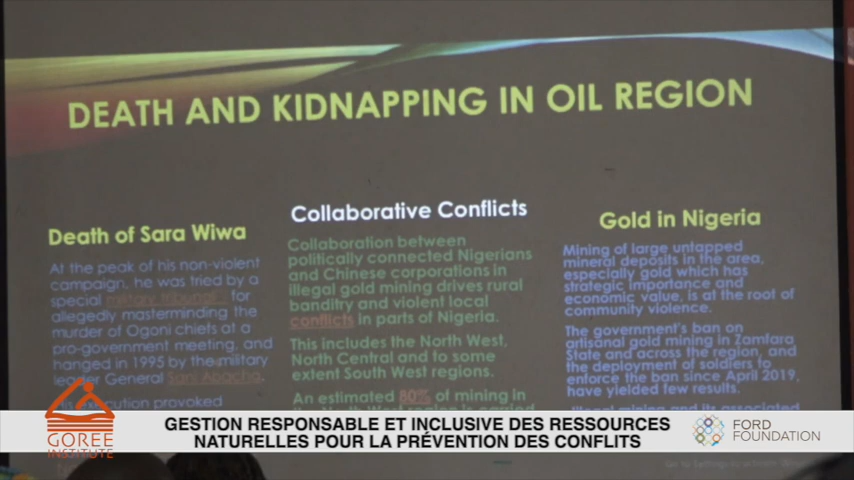 DEATH AND KIDNAPPING IN OIL REGION
Death of Sara Wiwa
At the peak of his non-violent
campaign, he was tried by a
special military tribunal for
allegedly masterminding the
murder of Ogoni chiefs at a
pro-government meeting, and
hanged in 1995 by the military
leader General Sani Abacha.
execution provoked
Collaborative Conflicts
Collaboration between
politically connected Nigerians
and Chinese corporations in
illegal gold mining drives rural
banditry and violent local
conflicts in parts of Nigeria.
This includes the North West,
North Central and to some
extent South West regions.
An estimated 80% of mining in
Gold in Nigeria
Mining of large untapped
mineral deposits in the area,
especially gold which has
strategic importance and
economic value, is at the root of
community violence.
The government's ban on
artisanal gold mining in Zamfara
State and across the region, and
the deployment of soldiers to
enforce the ban since April 2019,
have yielded few results.
GOREE
INSTITUTE
GESTION RESPONSABLE ET INCLUSIVE DES RESSOURCES
NATURELLES POUR LA PRÉVENTION DES CONFLITS
FORD
FOUNDATION